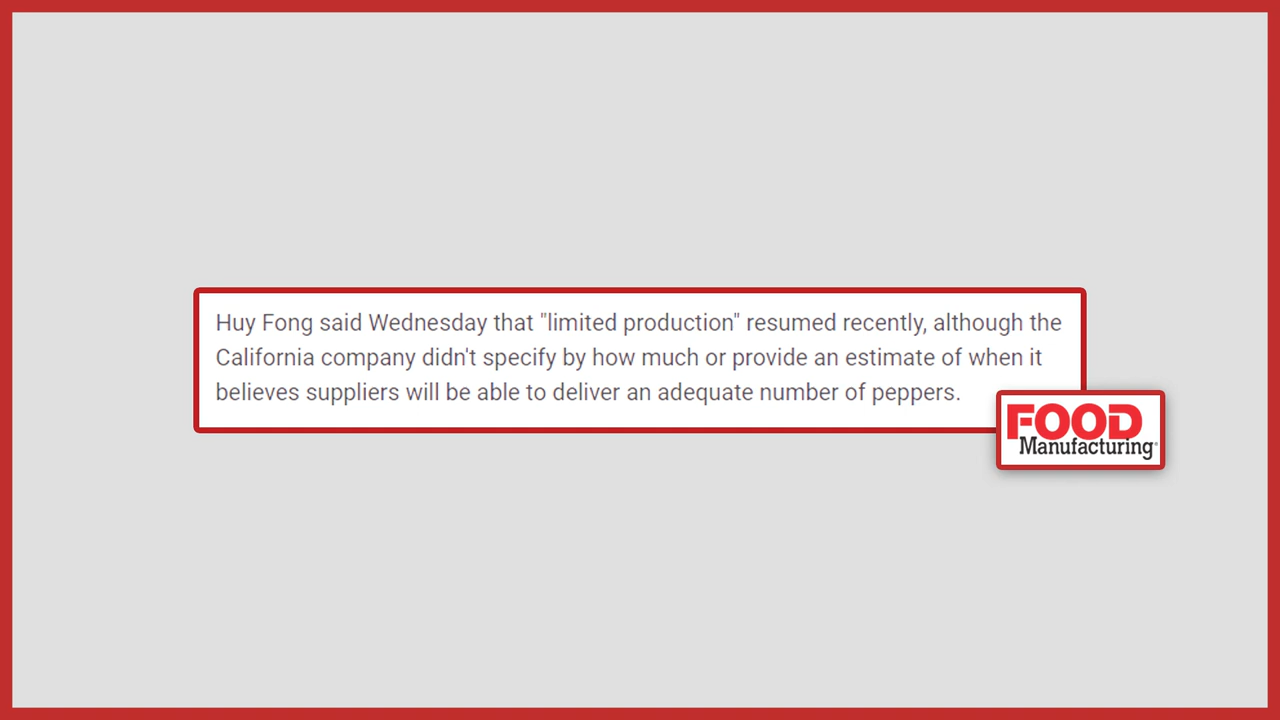 Huy Fong said Wednesday that "limited production" resumed recently, although the
California company didn't specify by how much or provide an estimate of when it
believes suppliers will be able to deliver an adequate number of peppers.
FOOD
Manufacturing